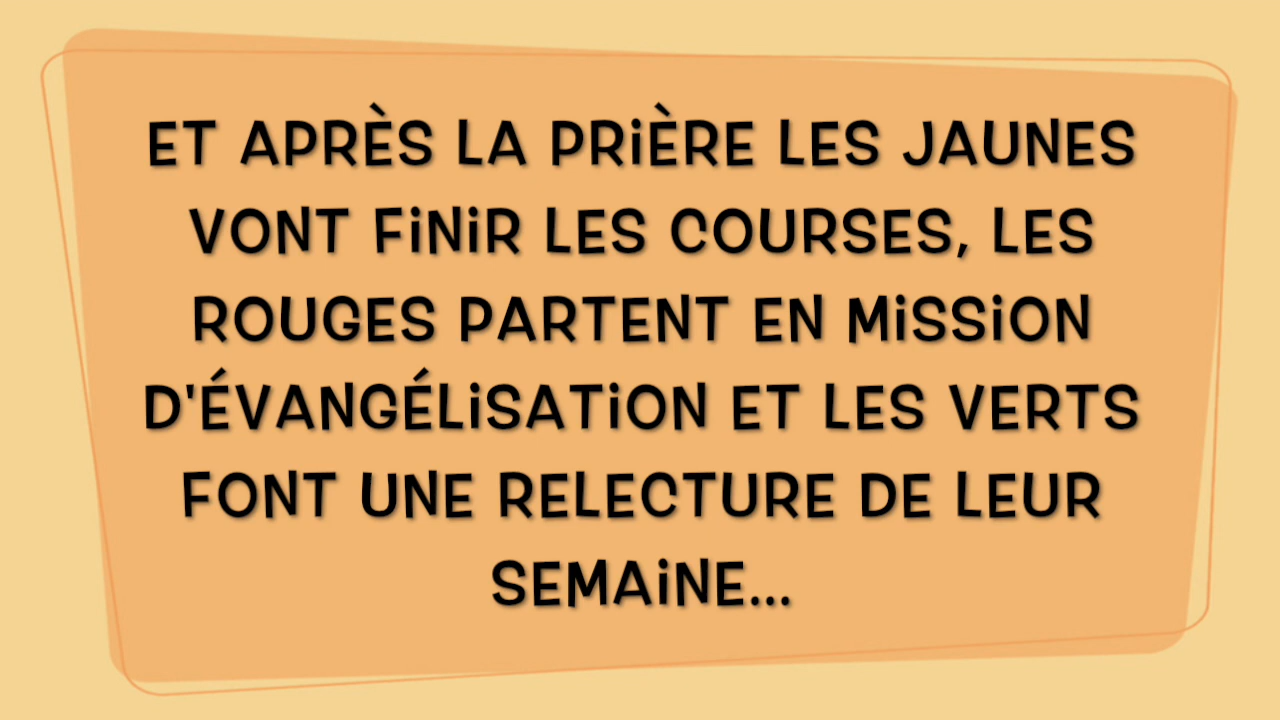 ET APRÈS LA PRIÈRE LES JAUNES
VONT FINIR LES COURSES, LES
ROUGES PARTENT EN MISSION
D'ÉVANGÉLISATION ET LES VERTS
FONT UNE RELECTURE DE LEUR
SEMAINE...